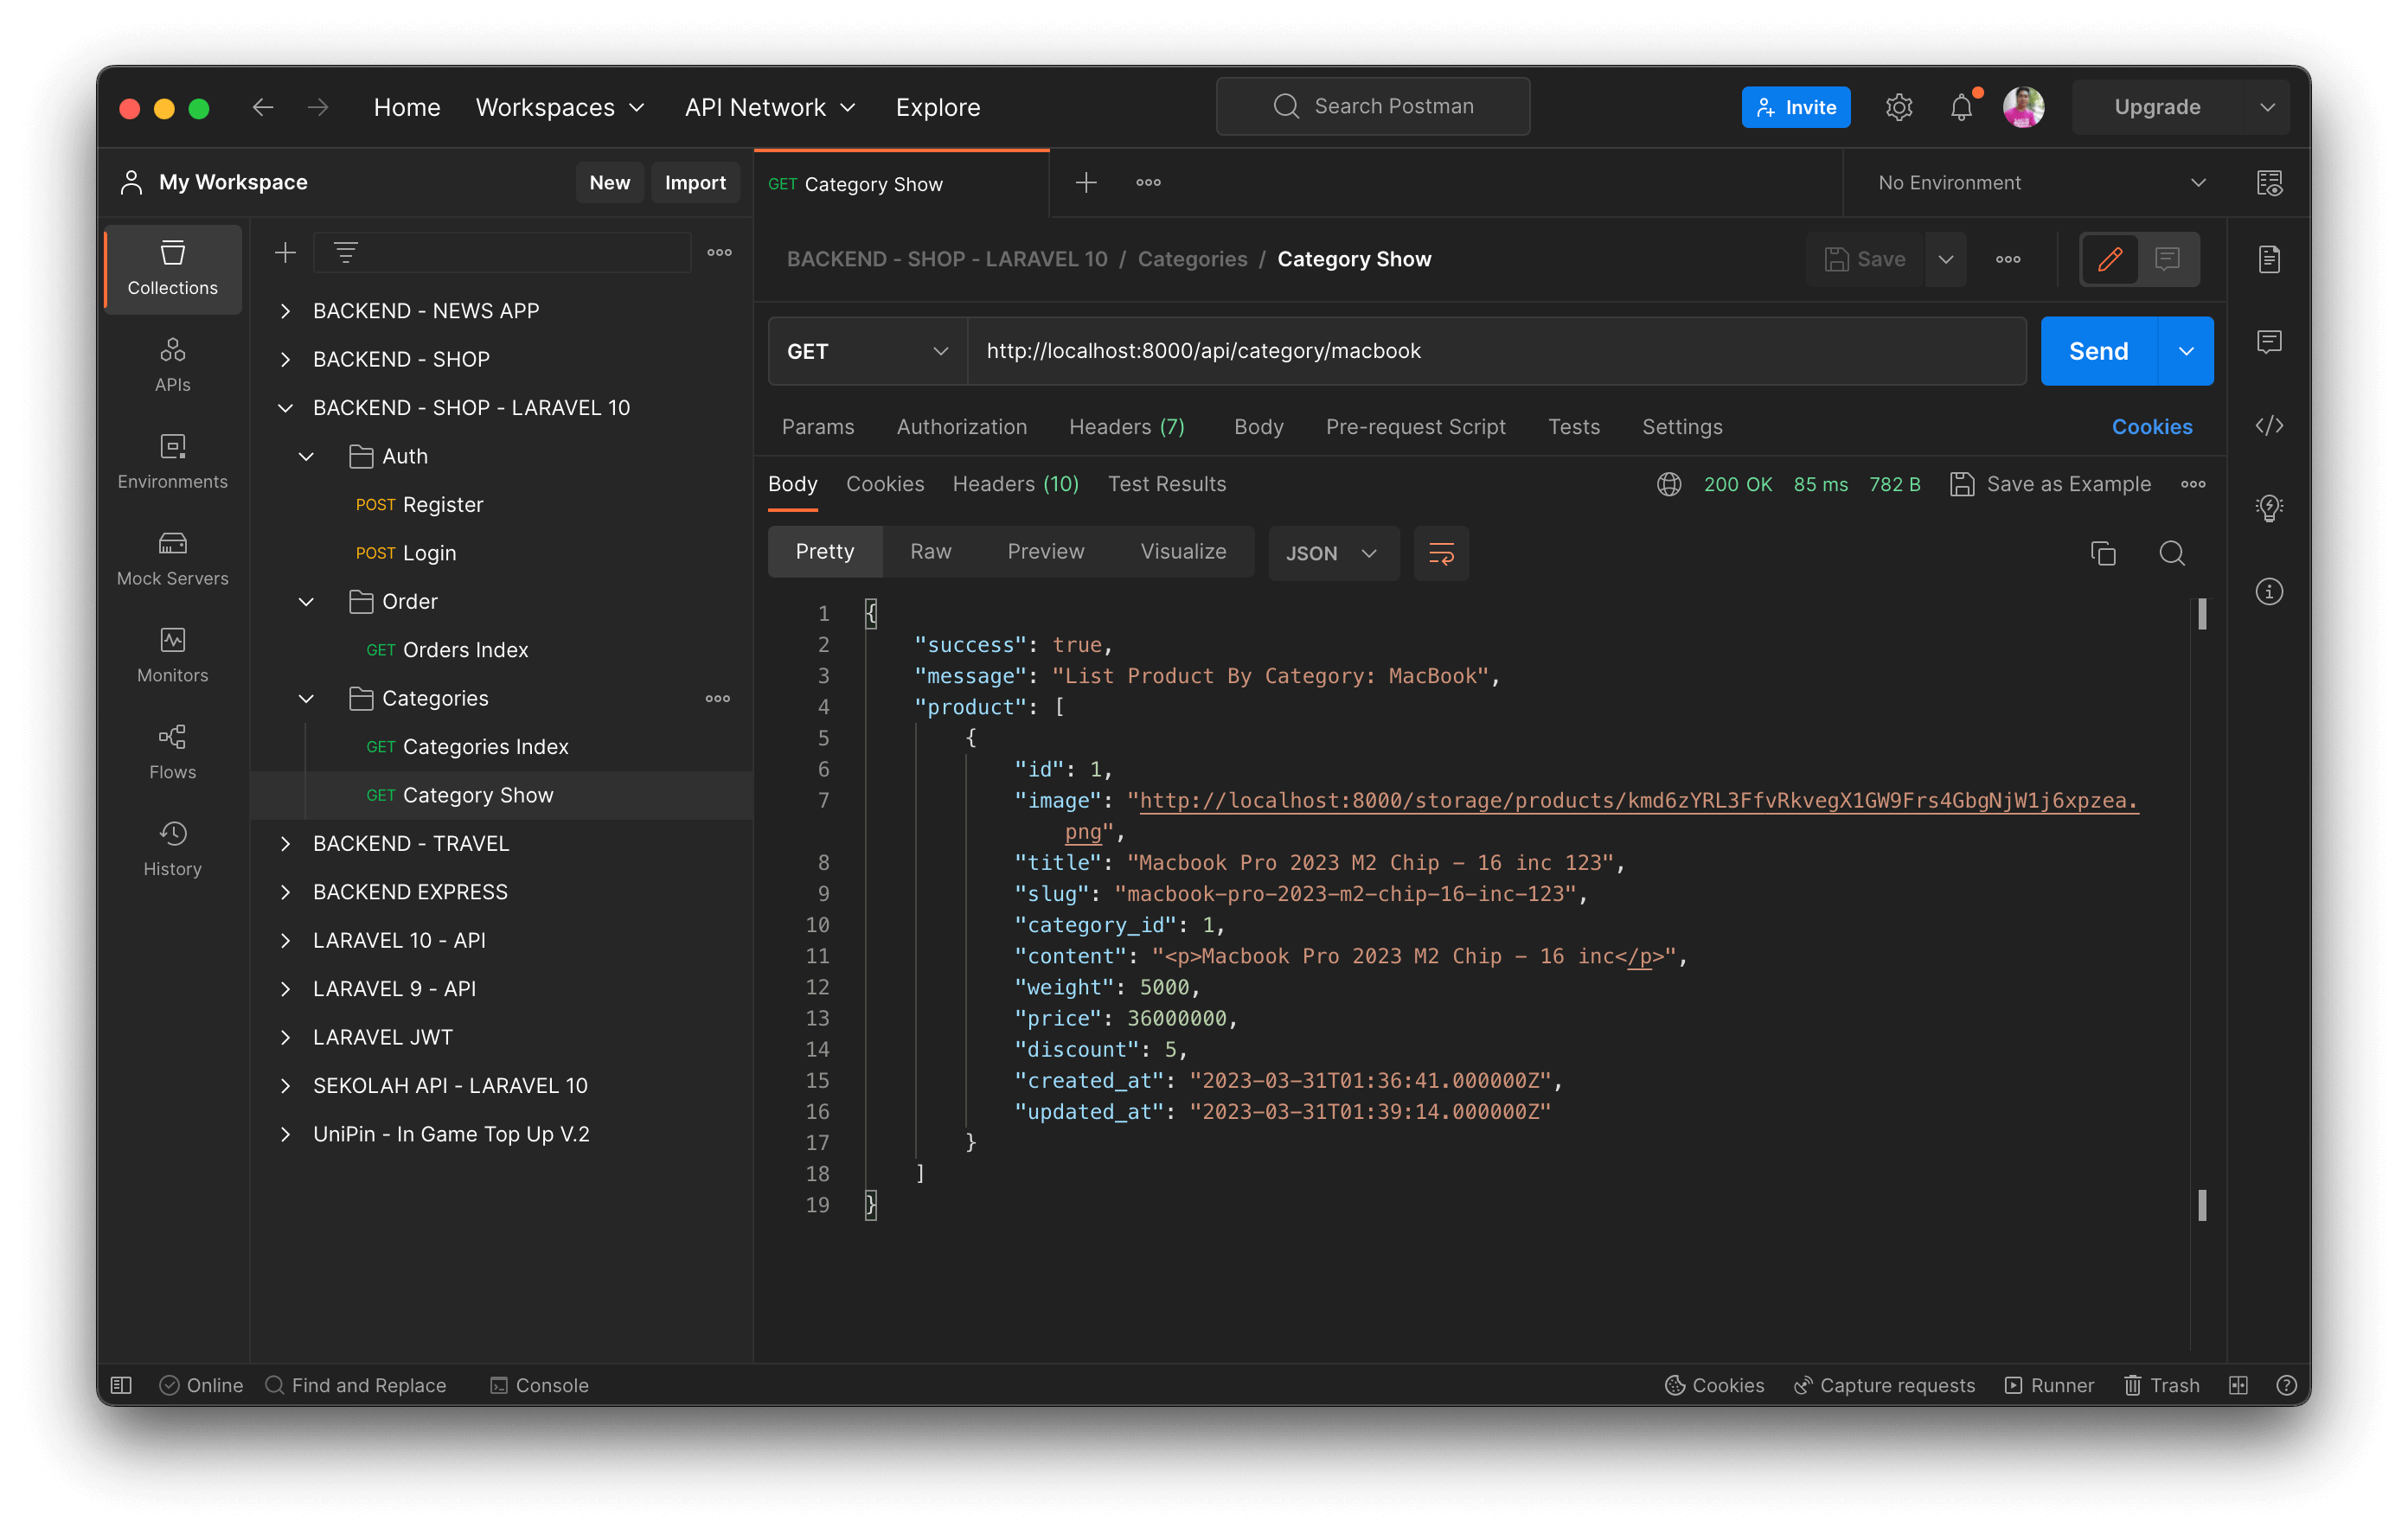 Home Workspaces API Network Explore Search Postman Invite Upgrade
My Workspace New Import
GET Category Show No Environment
Collections
APIs
Environments
Mock Servers
Monitors
Flows
History
BACKEND - NEWS APP
BACKEND - SHOP
BACKEND - SHOP - LARAVEL 10
Auth
POST Register
POST Login
Order
GET Orders Index
Categories
GET Categories Index
GET Category Show
BACKEND - TRAVEL
BACKEND EXPRESS
LARAVEL 10 - API
LARAVEL 9 - API
LARAVEL JWT
SEKOLAH API - LARAVEL 10
UniPin - In Game Top Up V.2
BACKEND - SHOP - LARAVEL 10 / Categories / Category Show Save
GET http://localhost:8000/api/category/macbook Send
Params Authorization Headers (7) Body Pre-request Script Tests Settings Cookies
Body Cookies Headers (10) Test Results 200 OK 85 ms 782 B Save as Example
Pretty Raw Preview Visualize JSON
1 {
2 "success": true,
3 "message": "List Product By Category: MacBook",
4 "product": [
5 {
6 "id": 1,
7 "image": "http://localhost:8000/storage/products/kmd6zYRL3FfvRkvegX1GW9Frs4GbgNjW1j6xpzea.
png",
8 "title": "Macbook Pro 2023 M2 Chip - 16 inc 123",
9 "slug": "macbook-pro-2023-m2-chip-16-inc-123",
10 "category_id": 1,
11 "content": "<p>Macbook Pro 2023 M2 Chip - 16 inc</p>",
12 "weight": 5000,
13 "price": 36000000,
14 "discount": 5,
15 "created_at": "2023-03-31T01:36:41.000000Z",
16 "updated_at": "2023-03-31T01:39:14.000000Z"
17 }
18 ]
19 }
Online Find and Replace Console Cookies Capture requests Runner Trash